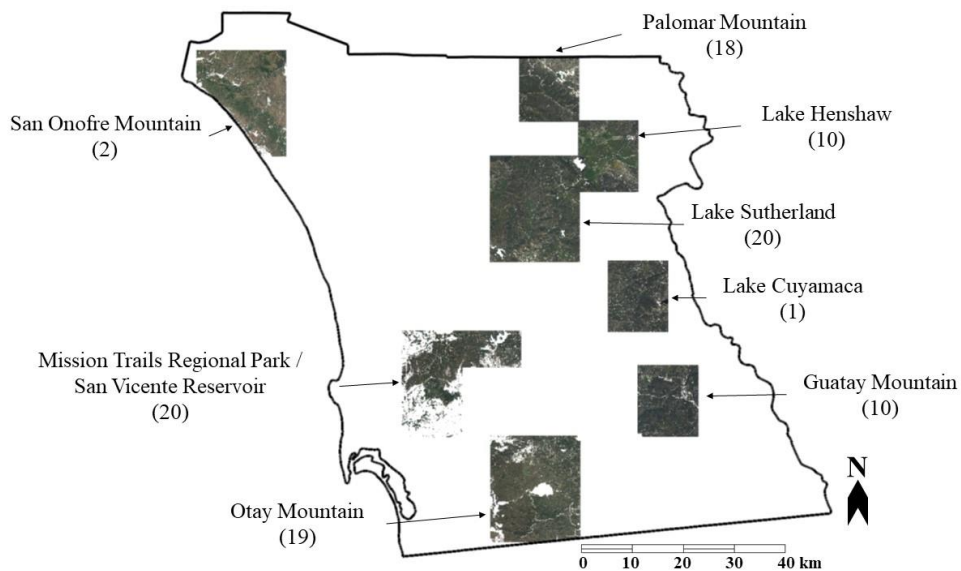 Palomar Mountain
(18)
San Onofre Mountain
(2)
Lake Henshaw
(10)
Lake Sutherland
(20)
Lake Cuyamaca
(1)
Mission Trails Regional Park /
San Vicente Reservoir
(20)
Guatay Mountain
(10)
Otay Mountain
(19)
N
0 10 20 30 40 km